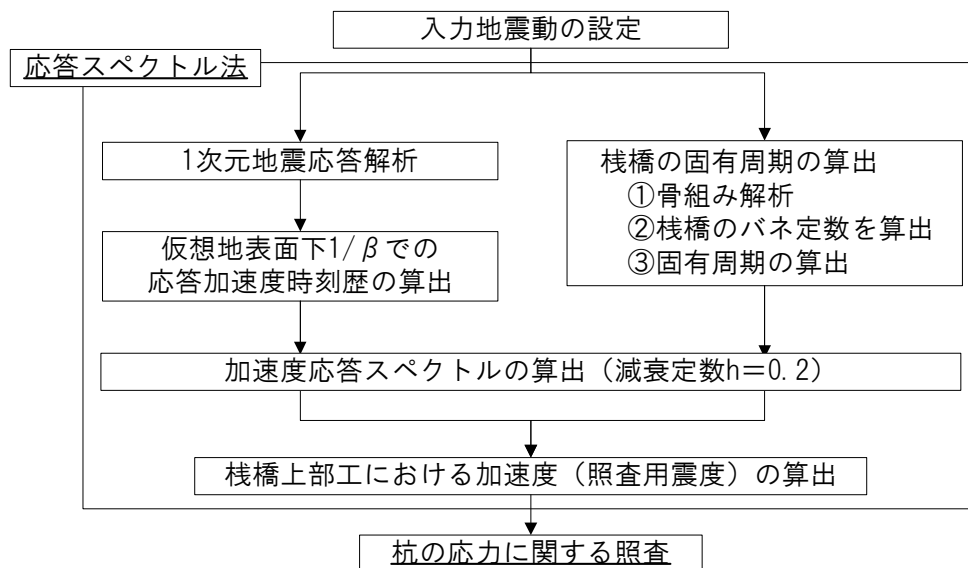 入力地震動の設定
応答スペクトル法
1次元地震応答解析
仮想地表面下1/βでの
応答加速度時刻歴の算出
桟橋の固有周期の算出
①骨組み解析
②桟橋のバネ定数を算出
③固有周期の算出
加速度応答スペクトルの算出（減衰定数h＝0.2）
桟橋上部工における加速度（照査用震度）の算出
杭の応力に関する照査